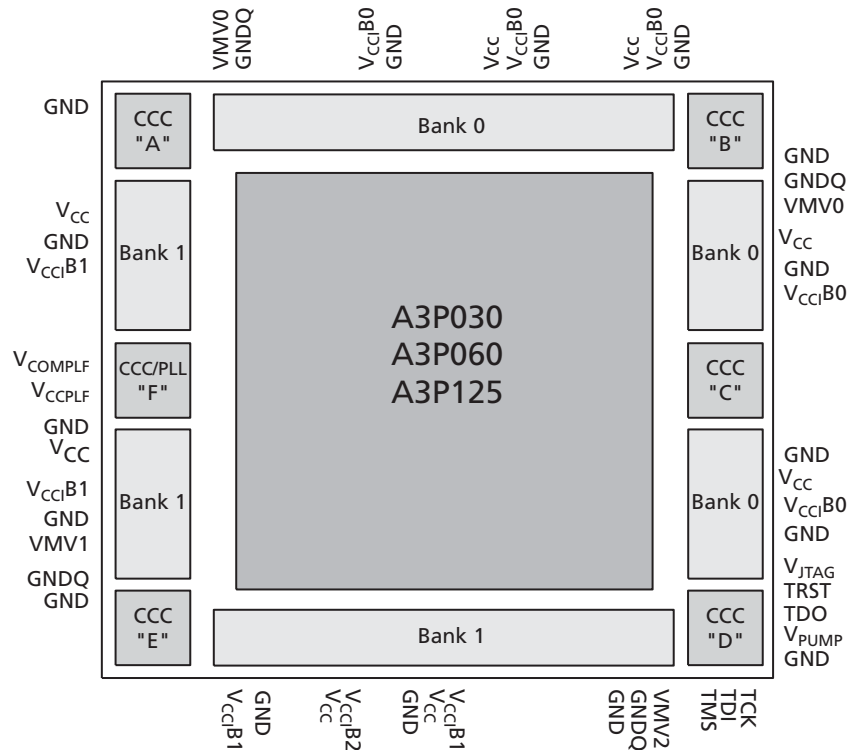 VMV0
GNDQ
VCCIB0
GND
Vcc
VCCIB0
GND
Vcc
VCCIB0
GND
GND
CCC
"A"
Bank 0
CCC
"B"
GND
GNDQ
VMV0
VCC
GND
VCCIB0
VCC
GND
VCCIB1
Bank 1
Bank 0
A3P030
A3P060
A3P125
VCOMPLF
VCCPLF
GND
VCC
VCCIB1
GND
VMV1
GNDQ
GND
CCC/PLL
"F"
CCC
"C"
Bank 1
Bank 0
GND
VCC
VCCIB0
GND
VJTAG
TRST
TDO
VPUMP
GND
CCC
"E"
Bank 1
CCC
"D"
VCCIB1
GND
VCC
VCCIB2
GND
VCC
VCCIB1
GND
GNDQ
VMV2
TMS
TDI
TCK